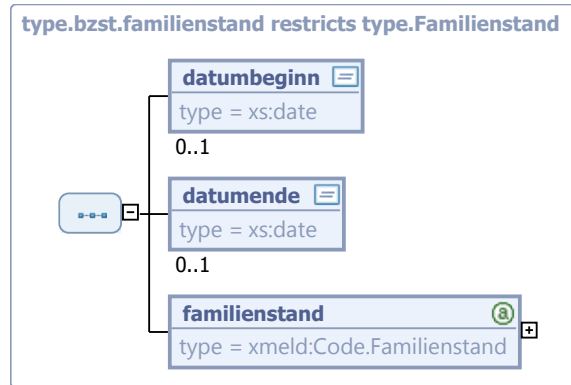 type.bzst.familienstand restricts type.Familienstand
datumbeginn
type = xs:date
0..1
datumende
type = xs:date
0..1
familienstand
type = xmeld:Code.Familienstand